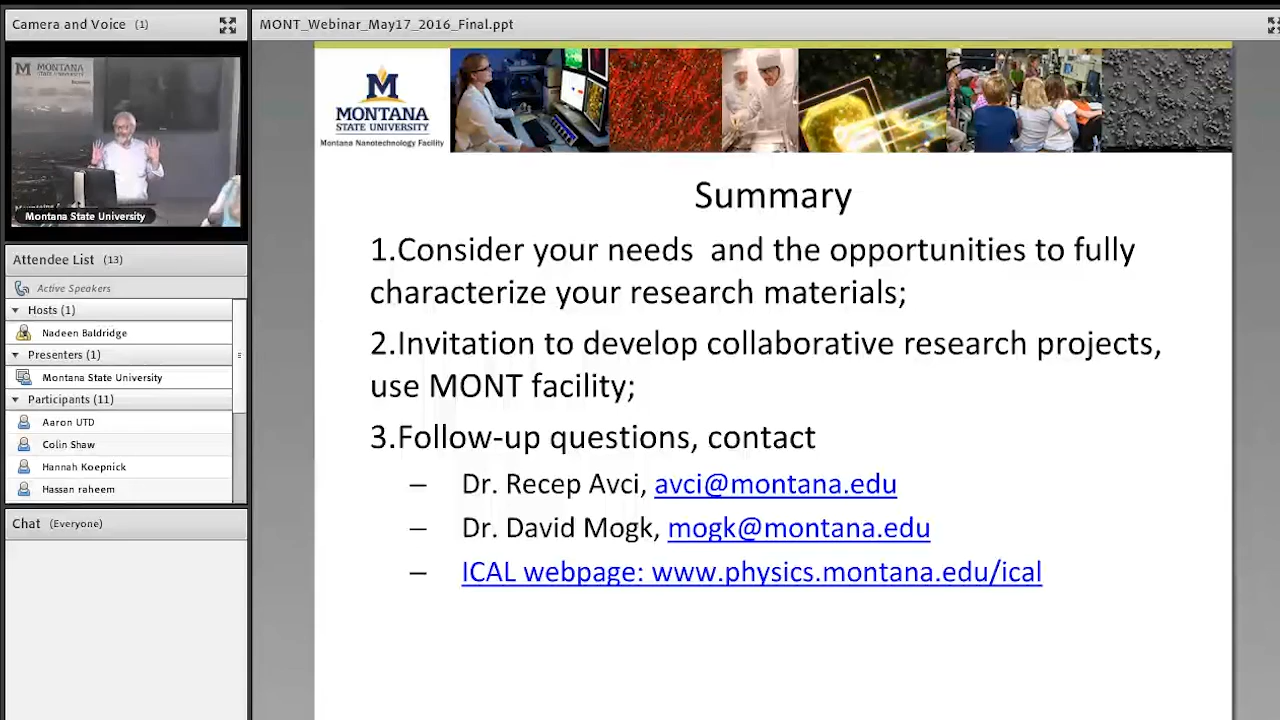 Camera and Voice (1)
MONT_Webinar_May17_2016_Final.ppt
MONTANA
STATE UNIVERSITY
Montana State University
Attendee List (13)
Active Speakers
Hosts (1)
Nadeen Baldridge
Presenters (1)
Montana State University
Participants (11)
Aaron UTD
Colin Shaw
Hannah Koepnick
Hassan raheem
Chat (Everyone)
M
MONTANA
STATE UNIVERSITY
Montana Nanotechnology Facility
Summary
1.Consider your needs and the opportunities to fully
characterize your research materials;
2.Invitation to develop collaborative research projects,
use MONT facility;
3.Follow-up questions, contact
– Dr. Recep Avci, avci@montana.edu
– Dr. David Mogk, mogk@montana.edu
– ICAL webpage: www.physics.montana.edu/ical